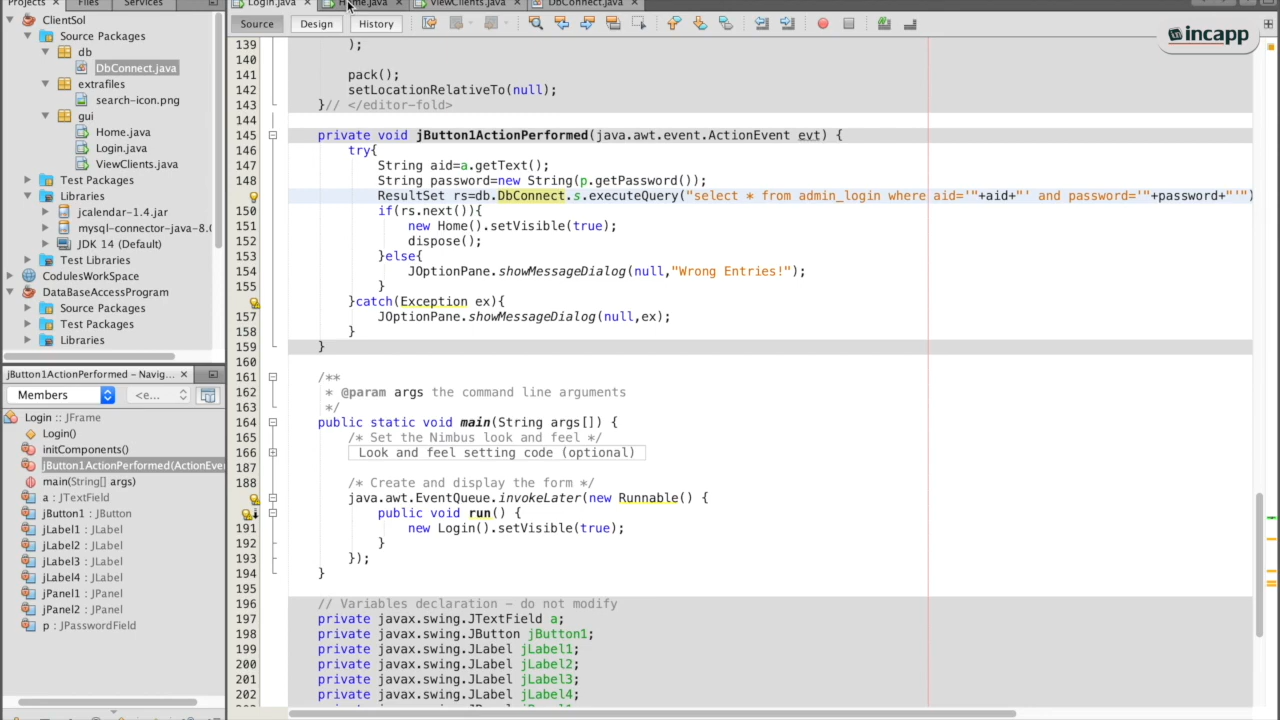 Projects × Files Services
ClientSol
Source Packages
db
DbConnect.java
extrafiles
search-icon.png
gui
Home.java
Login.java
ViewClients.java
Test Packages
Libraries
jcalendar-1.4.jar
mysql-connector-java-8.0
JDK 14 (Default)
Test Libraries
CodulesWorkSpace
DataBaseAccessProgram
Source Packages
Test Packages
Libraries
jButton1ActionPerformed – Navig... ×
Members <e...
Login :: JFrame
Login()
initComponents()
jButton1ActionPerformed(ActionEve
main(String[] args)
a : JTextField
jButton1 : JButton
jLabel1 : JLabel
jLabel2 : JLabel
jLabel3 : JLabel
jLabel4 : JLabel
jPanel1 : JPanel
jPanel2 : JPanel
p : JPasswordField
Login.java × Home.java × ViewClients.java × DbConnect.java ×
Source Design History
incapp
139 );
140
141 pack();
142 setLocationRelativeTo(null);
143 }// </editor-fold>
144
145 private void jButton1ActionPerformed(java.awt.event.ActionEvent evt) {
146 try{
147 String aid=a.getText();
148 String password=new String(p.getPassword());
ResultSet rs=db.DbConnect.s.executeQuery("select * from admin_login where aid='"+aid+"' and password='"+password+"'")
150 if(rs.next()){
151 new Home().setVisible(true);
152 dispose();
153 }else{
154 JOptionPane.showMessageDialog(null,"Wrong Entries!");
155 }
}catch(Exception ex){
157 JOptionPane.showMessageDialog(null,ex);
158 }
159 }
160
161 /**
162 * @param args the command line arguments
163 */
164 public static void main(String args[]) {
165 /* Set the Nimbus look and feel */
166 Look and feel setting code (optional)
187
188 /* Create and display the form */
java.awt.EventQueue.invokeLater(new Runnable() {
public void run() {
191 new Login().setVisible(true);
192 }
193 });
194 }
195
196 // Variables declaration – do not modify
197 private javax.swing.JTextField a;
198 private javax.swing.JButton jButton1;
199 private javax.swing.JLabel jLabel1;
200 private javax.swing.JLabel jLabel2;
201 private javax.swing.JLabel jLabel3;
202 private javax.swing.JLabel jLabel4;